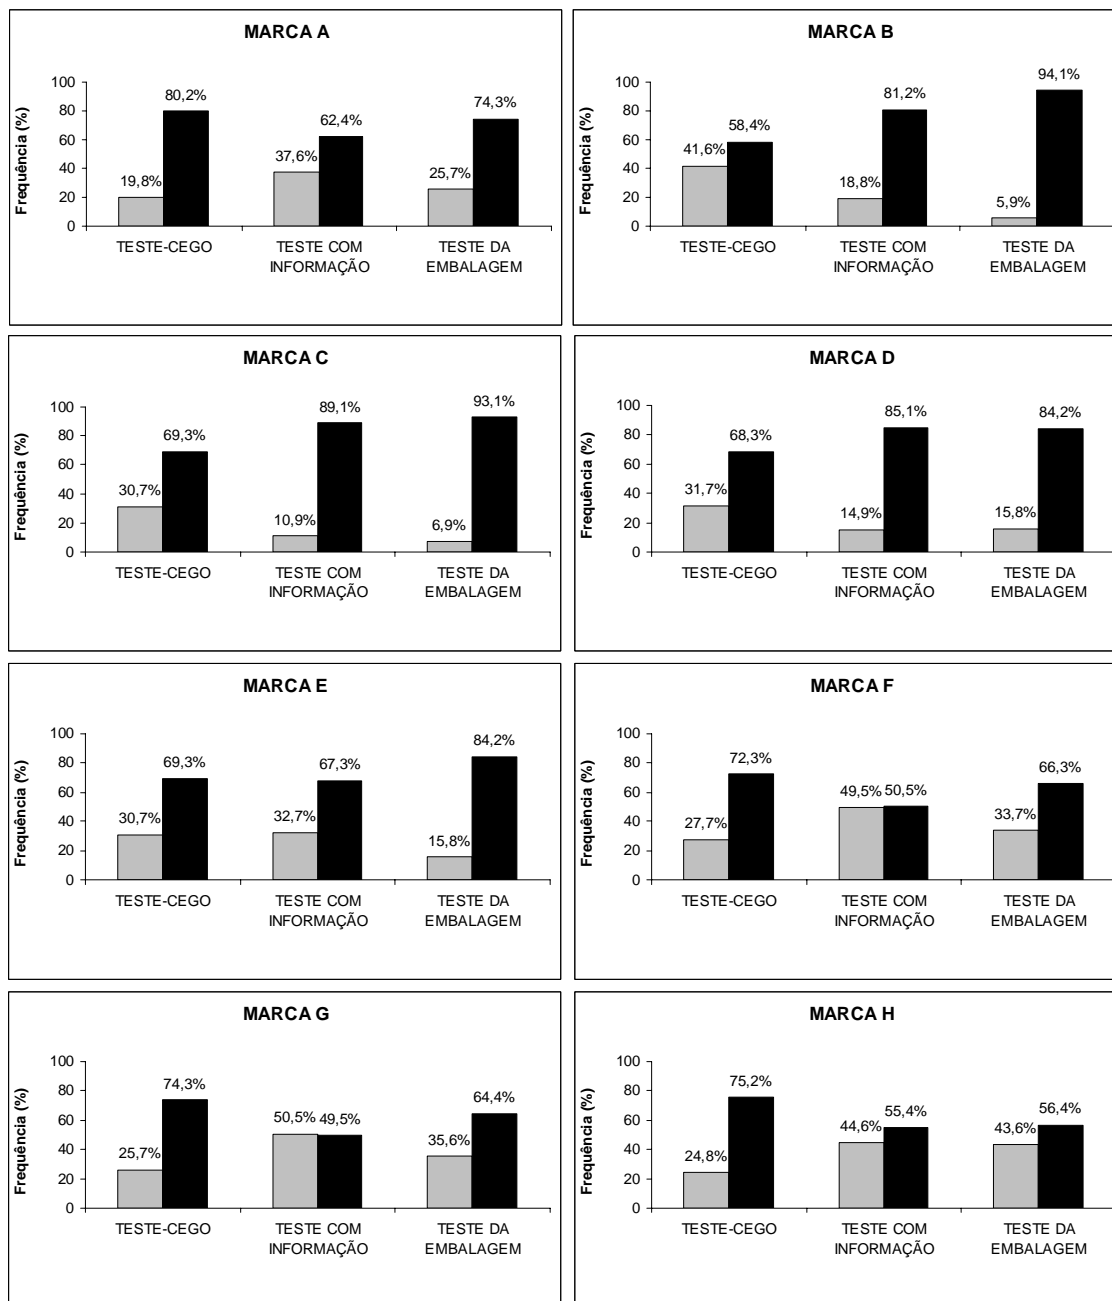 MARCA A
Frequência (%)
100
80
60
40
20
0
19,8%
80,2%
37,6%
62,4%
25,7%
74,3%
TESTE-CEGO
TESTE COM
INFORMAÇÃO
TESTE DA
EMBALAGEM
MARCA B
Frequência (%)
100
80
60
40
20
0
41,6%
58,4%
18,8%
81,2%
5,9%
94,1%
TESTE-CEGO
TESTE COM
INFORMAÇÃO
TESTE DA
EMBALAGEM
MARCA C
Frequência (%)
100
80
60
40
20
0
30,7%
69,3%
10,9%
89,1%
6,9%
93,1%
TESTE-CEGO
TESTE COM
INFORMAÇÃO
TESTE DA
EMBALAGEM
MARCA D
Frequência (%)
100
80
60
40
20
0
31,7%
68,3%
14,9%
85,1%
15,8%
84,2%
TESTE-CEGO
TESTE COM
INFORMAÇÃO
TESTE DA
EMBALAGEM
MARCA E
Frequência (%)
100
80
60
40
20
0
30,7%
69,3%
32,7%
67,3%
15,8%
84,2%
TESTE-CEGO
TESTE COM
INFORMAÇÃO
TESTE DA
EMBALAGEM
MARCA F
Frequência (%)
100
80
60
40
20
0
27,7%
72,3%
49,5%
50,5%
33,7%
66,3%
TESTE-CEGO
TESTE COM
INFORMAÇÃO
TESTE DA
EMBALAGEM
MARCA G
Frequência (%)
100
80
60
40
20
0
25,7%
74,3%
50,5%
49,5%
35,6%
64,4%
TESTE-CEGO
TESTE COM
INFORMAÇÃO
TESTE DA
EMBALAGEM
MARCA H
Frequência (%)
100
80
60
40
20
0
24,8%
75,2%
44,6%
55,4%
43,6%
56,4%
TESTE-CEGO
TESTE COM
INFORMAÇÃO
TESTE DA
EMBALAGEM